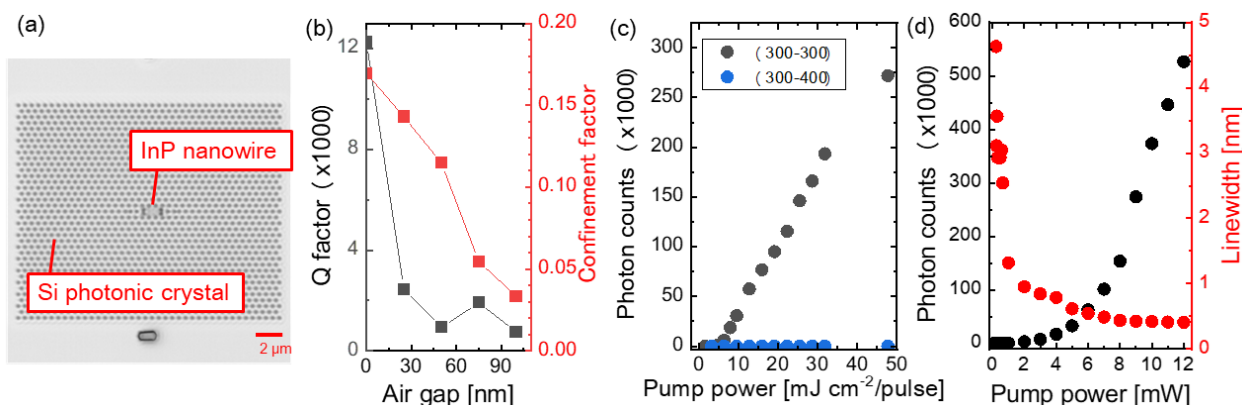 (a)
InP nanowire
Si photonic crystal
2 μm
(b)
12
8
4
0
Q factor (x1000)
0.20
0.15
0.10
0.05
0.00
Confinement factor
0 30 60 90
Air gap [nm]
(c)
300
250
200
150
100
50
0
Photon counts (x1000)
(300-300)
(300-400)
0 10 20 30 40 50
Pump power [mJ cm⁻²/pulse]
(d)
600
500
400
300
200
100
0
Photon counts (x1000)
5
4
3
2
1
0
Linewidth [nm]
0 2 4 6 8 10 12
Pump power [mW]